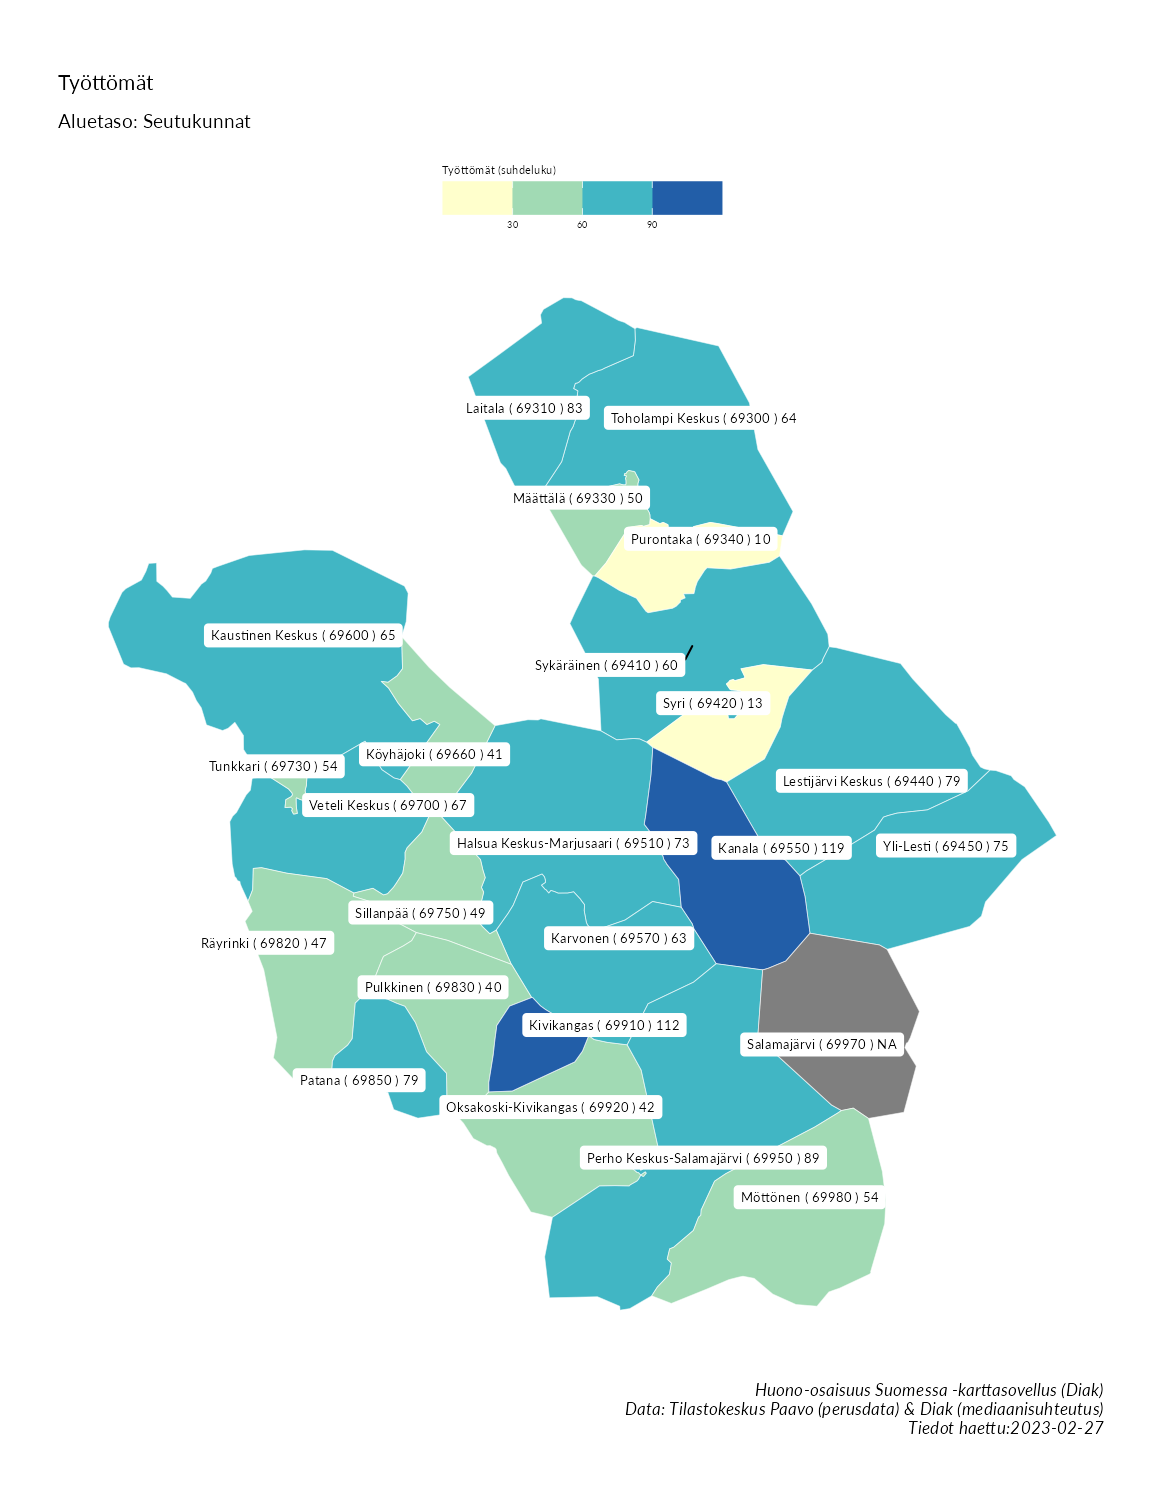 Työttömät
Aluetaso: Seutukunnat
Työttömät (suhdeluku)
30 60 90
Laitala ( 69310 ) 83
Toholampi Keskus ( 69300 ) 64
Määttälä ( 69330 ) 50
Purontaka ( 69340 ) 10
Kaustinen Keskus ( 69600 ) 65
Sykäräinen ( 69410 ) 60
Syri ( 69420 ) 13
Köyhäjoki ( 69660 ) 41
Tunkkari ( 69730 ) 54
Lestijärvi Keskus ( 69440 ) 79
Veteli Keskus ( 69700 ) 67
Halsua Keskus-Marjusaari ( 69510 ) 73
Kanala ( 69550 ) 119
Yli-Lesti ( 69450 ) 75
Sillanpää ( 69750 ) 49
Räyrinki ( 69820 ) 47
Karvonen ( 69570 ) 63
Pulkkinen ( 69830 ) 40
Kivikangas ( 69910 ) 112
Salamajärvi ( 69970 ) NA
Patana ( 69850 ) 79
Oksakoski-Kivikangas ( 69920 ) 42
Perho Keskus-Salamajärvi ( 69950 ) 89
Möttönen ( 69980 ) 54
Huono-osaisuus Suomessa -karttasovellus (Diak)
Data: Tilastokeskus Paavo (perusdata) & Diak (mediaanisuhteutus)
Tiedot haettu:2023-02-27